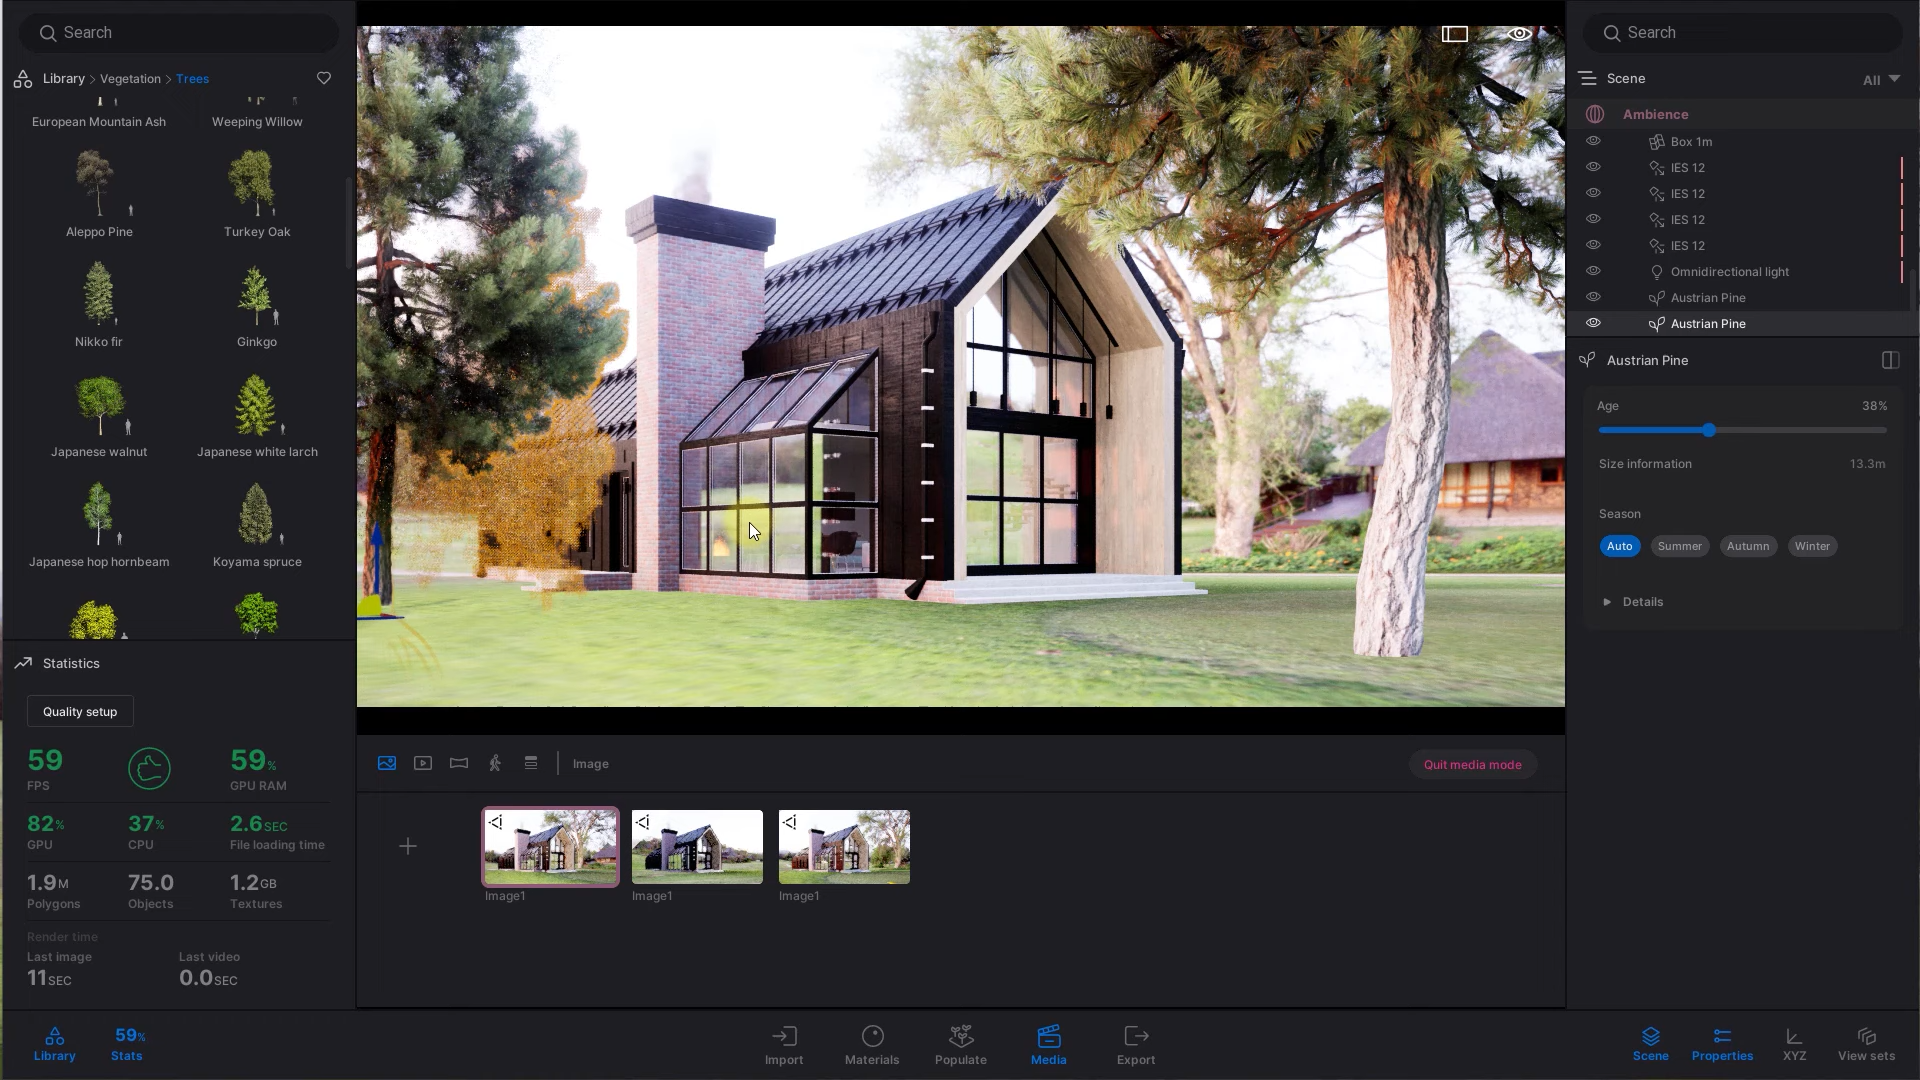 Search
Library > Vegetation > Trees
European Mountain Ash
Weeping Willow
Aleppo Pine
Turkey Oak
Nikko fir
Ginkgo
Japanese walnut
Japanese white larch
Japanese hop hornbeam
Koyama spruce
Statistics
Quality setup
59
FPS
59%
GPU RAM
82%
GPU
37%
CPU
2.6SEC
File loading time
1.9M
Polygons
75.0
Objects
1.2GB
Textures
Render time
Last image
11SEC
Last video
0.0SEC
Image
Quit media mode
Image1
Image1
Image1
Search
Scene
All
Ambience
Box 1m
IES 12
IES 12
IES 12
IES 12
Omnidirectional light
Austrian Pine
Austrian Pine
Austrian Pine
Age
38%
Size information
13.3m
Season
Auto
Summer
Autumn
Winter
Details
Library
59%
Stats
Import
Materials
Populate
Media
Export
Scene
Properties
XYZ
View sets